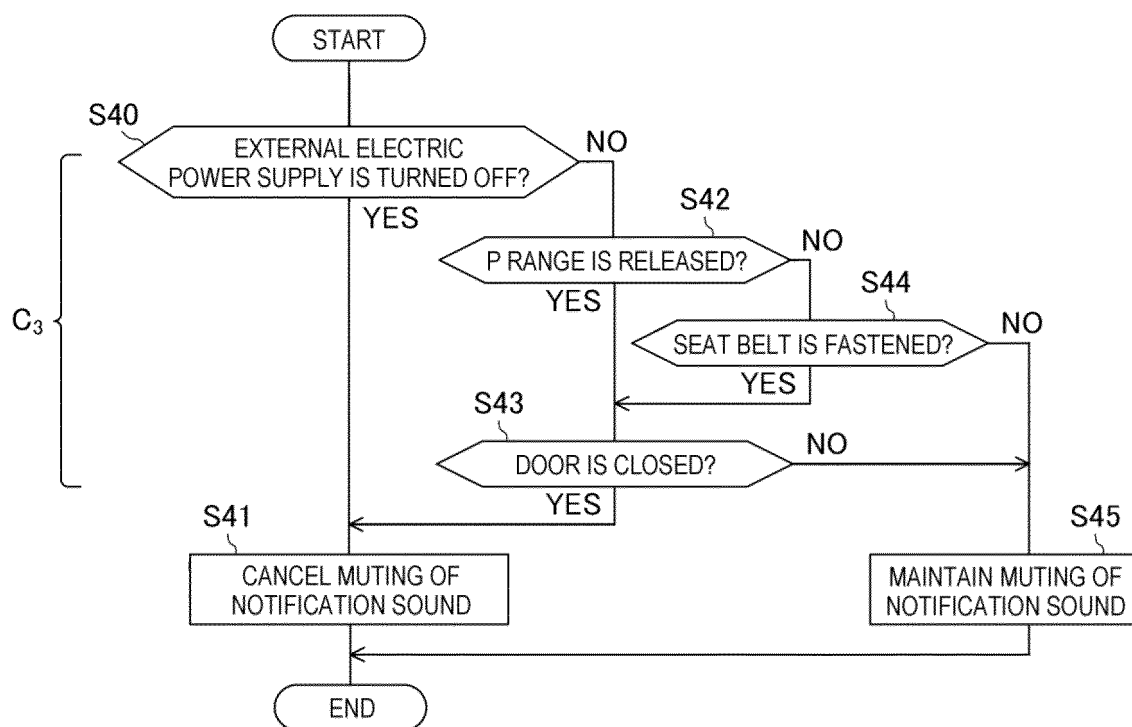 START
S40
EXTERNAL ELECTRIC
POWER SUPPLY IS TURNED OFF?
NO
YES
S42
P RANGE IS RELEASED?
NO
YES
S44
SEAT BELT IS FASTENED?
NO
YES
C3
S43
DOOR IS CLOSED?
NO
YES
S41
CANCEL MUTING OF
NOTIFICATION SOUND
S45
MAINTAIN MUTING OF
NOTIFICATION SOUND
END